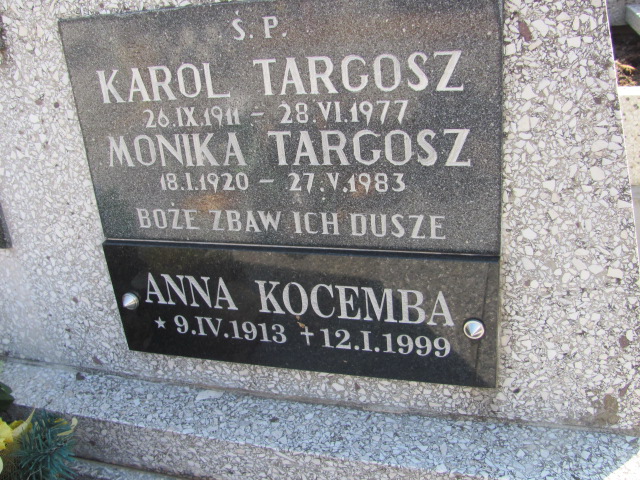 Ś. P.
KAROL TARGOSZ
26.IX.1911 – 28.VI.1977
MONIKA TARGOSZ
18.I.1920 – 27.V.1983
BOŻE ZBAW ICH DUSZE
ANNA KOCEMBA
★ 9.IV.1913 ✝ 12.I.1999